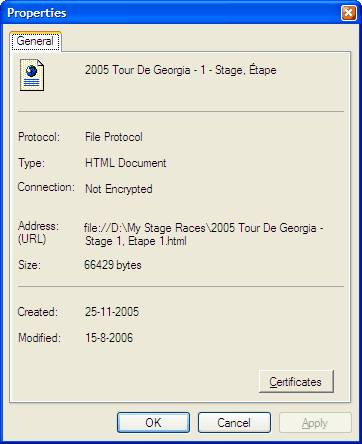 Properties
General
2005 Tour De Georgia - 1 - Stage, Étape
Protocol: File Protocol
Type: HTML Document
Connection: Not Encrypted
Address: (URL) file://D:\My Stage Races\2005 Tour De Georgia -
Stage 1, Etape 1.html
Size: 66429 bytes
Created: 25-11-2005
Modified: 15-8-2006
Certificates
OK Cancel Apply